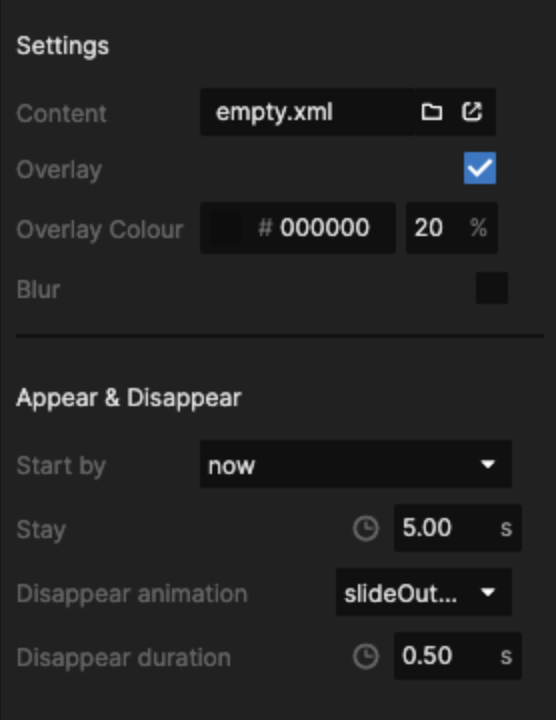 Settings
Content empty.xml
Overlay
Overlay Colour # 000000 20 %
Blur
Appear & Disappear
Start by now
Stay 5.00 s
Disappear animation slideOut...
Disappear duration 0.50 s